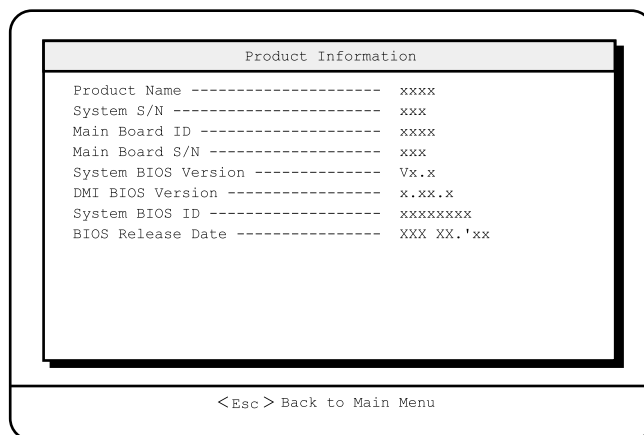 Product Information
Product Name --------------------- xxxx
System S/N ----------------------- xxx
Main Board ID -------------------- xxxx
Main Board S/N ------------------- xxx
System BIOS Version -------------- Vx.x
DMI BIOS Version ----------------- x.xx.x
System BIOS ID ------------------- xxxxxxxx
BIOS Release Date ---------------- XXX XX.'xx
<Esc> Back to Main Menu